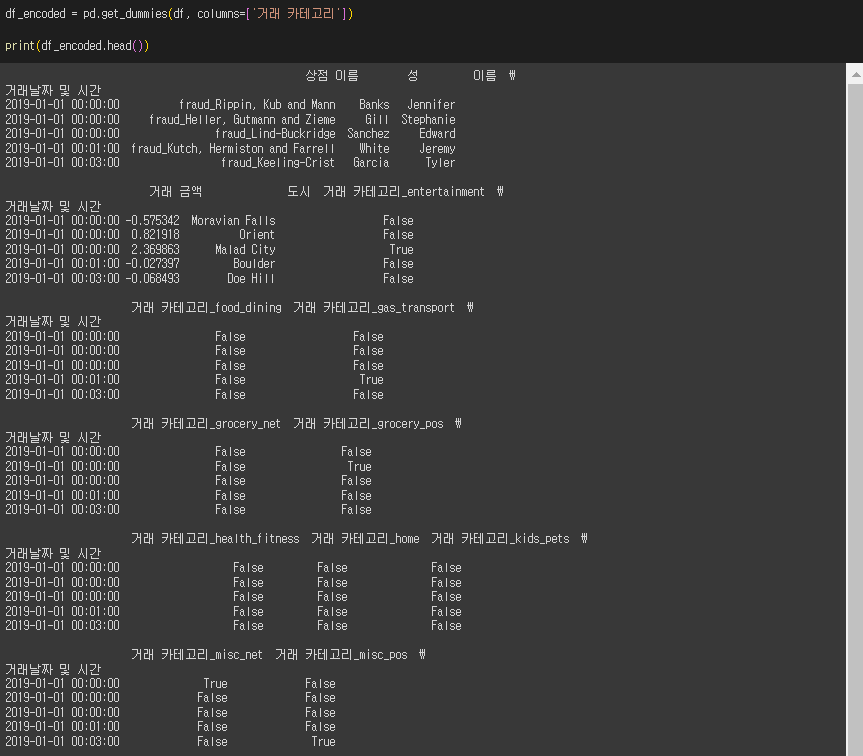 df_encoded = pd.get_dummies(df, columns=['거래 카테고리'])
print(df_encoded.head())
상점 이름 성 이름 ₩
거래날짜 및 시간
2019-01-01 00:00:00 fraud_Rippin, Kub and Mann Banks Jennifer
2019-01-01 00:00:00 fraud_Heller, Gutmann and Zieme Gill Stephanie
2019-01-01 00:00:00 fraud_Lind-Buckridge Sanchez Edward
2019-01-01 00:01:00 fraud_Kutch, Hermiston and Farrell White Jeremy
2019-01-01 00:03:00 fraud_Keeling-Crist Garcia Tyler
거래 금액 도시 거래 카테고리_entertainment ₩
거래날짜 및 시간
2019-01-01 00:00:00 -0.575342 Moravian Falls False
2019-01-01 00:00:00 0.821918 Orient False
2019-01-01 00:00:00 2.369863 Malad City True
2019-01-01 00:01:00 -0.027397 Boulder False
2019-01-01 00:03:00 -0.068493 Doe Hill False
거래 카테고리_food_dining 거래 카테고리_gas_transport ₩
거래날짜 및 시간
2019-01-01 00:00:00 False False
2019-01-01 00:00:00 False False
2019-01-01 00:00:00 False False
2019-01-01 00:01:00 False True
2019-01-01 00:03:00 False False
거래 카테고리_grocery_net 거래 카테고리_grocery_pos ₩
거래날짜 및 시간
2019-01-01 00:00:00 False False
2019-01-01 00:00:00 False True
2019-01-01 00:00:00 False False
2019-01-01 00:01:00 False False
2019-01-01 00:03:00 False False
거래 카테고리_health_fitness 거래 카테고리_home 거래 카테고리_kids_pets ₩
거래날짜 및 시간
2019-01-01 00:00:00 False False False
2019-01-01 00:00:00 False False False
2019-01-01 00:00:00 False False False
2019-01-01 00:01:00 False False False
2019-01-01 00:03:00 False False False
거래 카테고리_misc_net 거래 카테고리_misc_pos ₩
거래날짜 및 시간
2019-01-01 00:00:00 True False
2019-01-01 00:00:00 False False
2019-01-01 00:00:00 False False
2019-01-01 00:01:00 False False
2019-01-01 00:03:00 False True